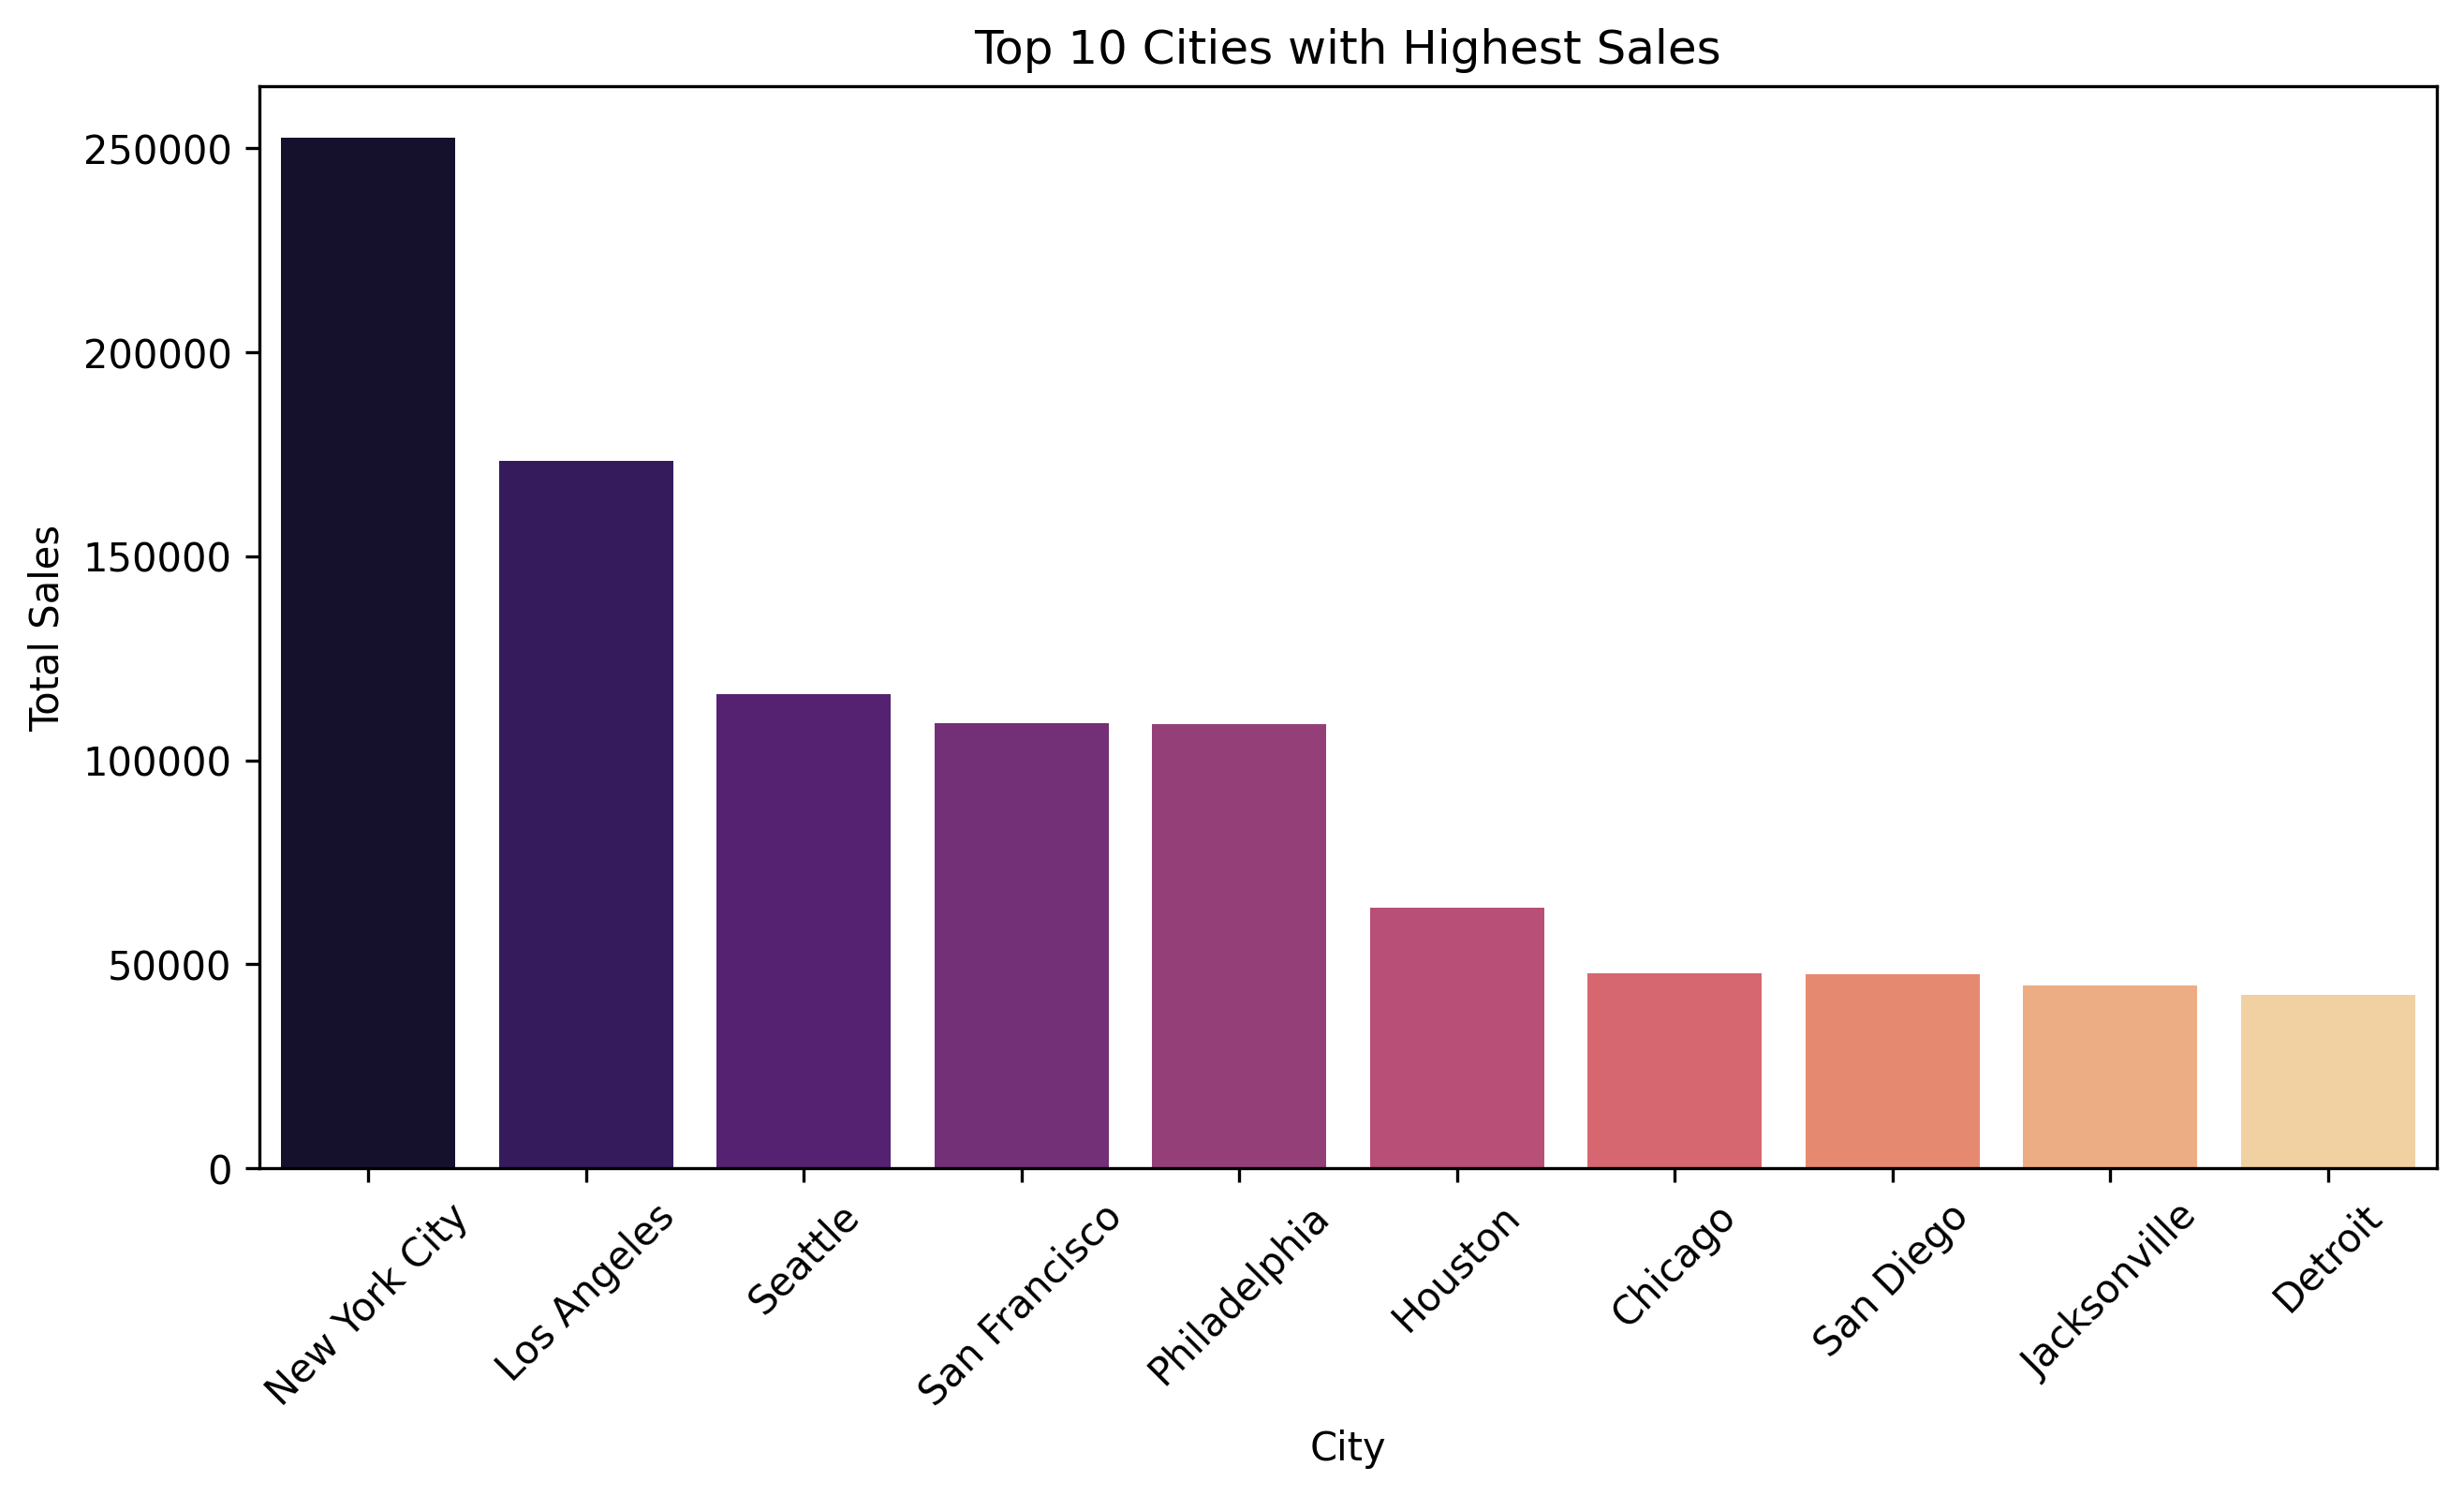 Top 10 Cities with Highest Sales
Total Sales
250000
200000
150000
100000
50000
0
New York City
Los Angeles
Seattle
San Francisco
Philadelphia
Houston
Chicago
San Diego
Jacksonville
Detroit
City